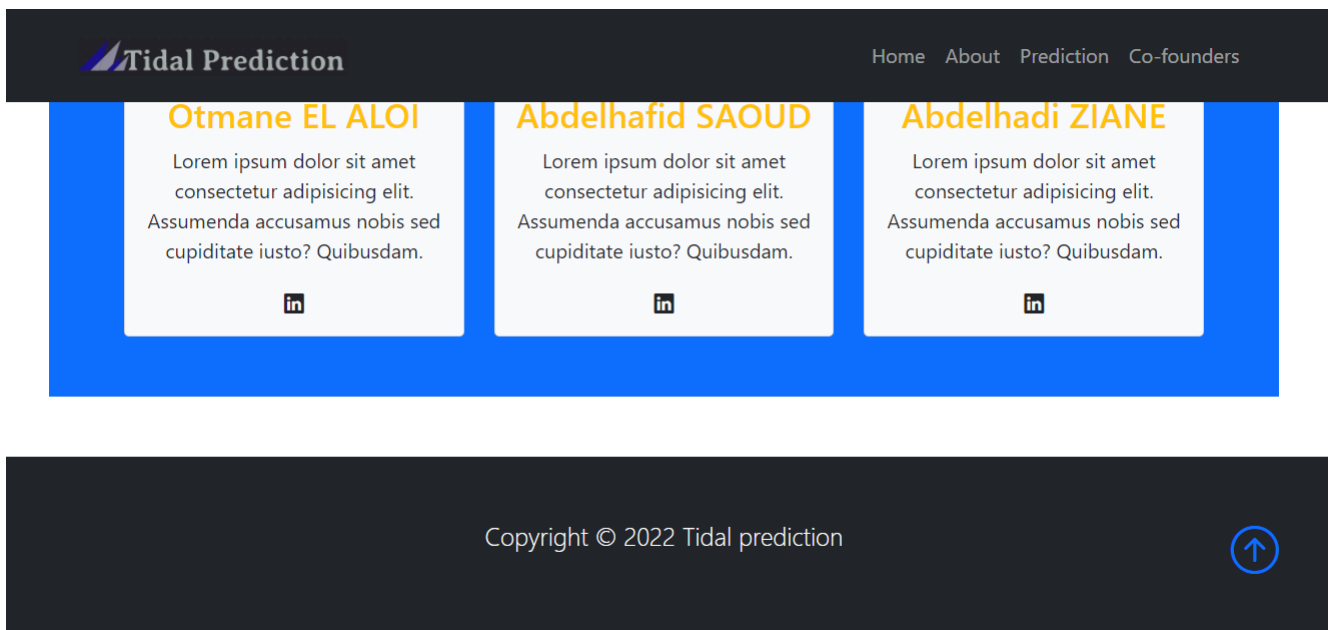 Tidal Prediction
Home About Prediction Co-founders
Otmane EL ALOI
Lorem ipsum dolor sit amet
consectetur adipisicing elit.
Assumenda accusamus nobis sed
cupiditate iusto? Quibusdam.
in
Abdelhafid SAOUD
Lorem ipsum dolor sit amet
consectetur adipisicing elit.
Assumenda accusamus nobis sed
cupiditate iusto? Quibusdam.
in
Abdelhadi ZIANE
Lorem ipsum dolor sit amet
consectetur adipisicing elit.
Assumenda accusamus nobis sed
cupiditate iusto? Quibusdam.
in
Copyright © 2022 Tidal prediction